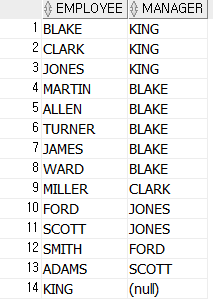 EMPLOYEE MANAGER
1 BLAKE KING
2 CLARK KING
3 JONES KING
4 MARTIN BLAKE
5 ALLEN BLAKE
6 TURNER BLAKE
7 JAMES BLAKE
8 WARD BLAKE
9 MILLER CLARK
10 FORD JONES
11 SCOTT JONES
12 SMITH FORD
13 ADAMS SCOTT
14 KING (null)